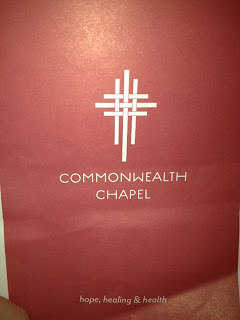 COMMONWEALTH
CHAPEL
hope, healing & health